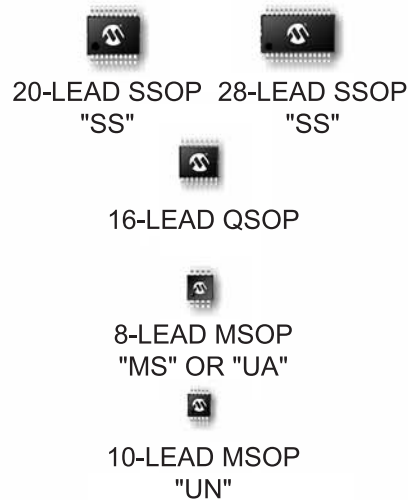 20-LEAD SSOP
"SS"
28-LEAD SSOP
"SS"
16-LEAD QSOP
8-LEAD MSOP
"MS" OR "UA"
10-LEAD MSOP
"UN"